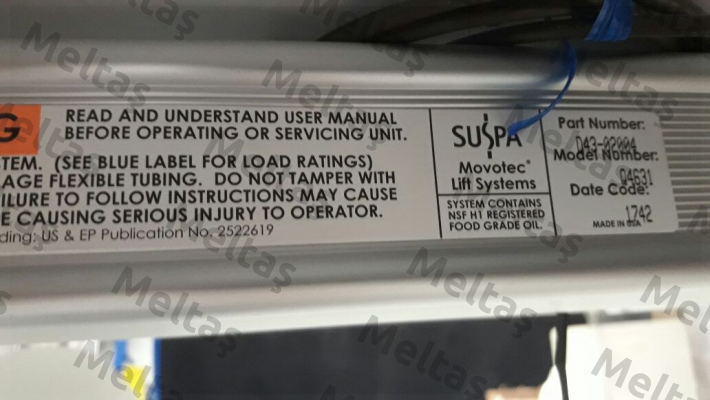 G
READ AND UNDERSTAND USER MANUAL
BEFORE OPERATING OR SERVICING UNIT.
TEM. (SEE BLUE LABEL FOR LOAD RATINGS)
AGE FLEXIBLE TUBING. DO NOT TAMPER WITH
ILURE TO FOLLOW INSTRUCTIONS MAY CAUSE
E CAUSING SERIOUS INJURY TO OPERATOR.
ding: US & EP Publication No. 2522619
SUSPA
Movotec®
Lift Systems
SYSTEM CONTAINS
NSF H1 REGISTERED
FOOD GRADE OIL.
Part Number:
D43-02004
Model Number:
04631
Date Code:
1742
MADE IN USA
Meltaş